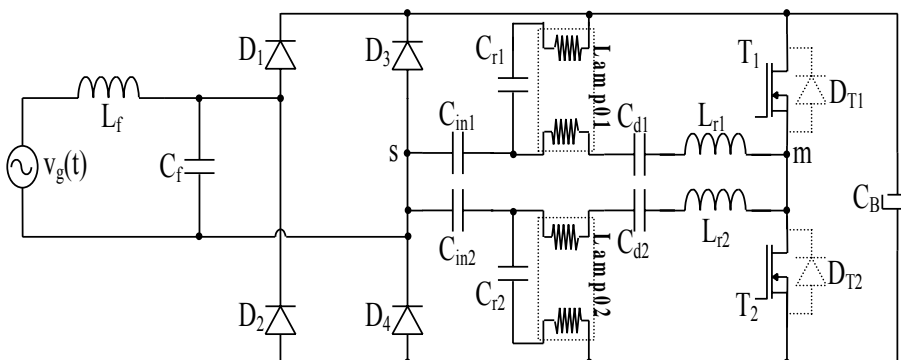 D1
D3
Cr1
Lamp01
T1
DT1
Lf
Cin1
Cd1
Lr1
s
m
vg(t)
Cf
CB
Cin2
Cd2
Lr2
Cr2
Lamp02
D2
D4
T2
DT2